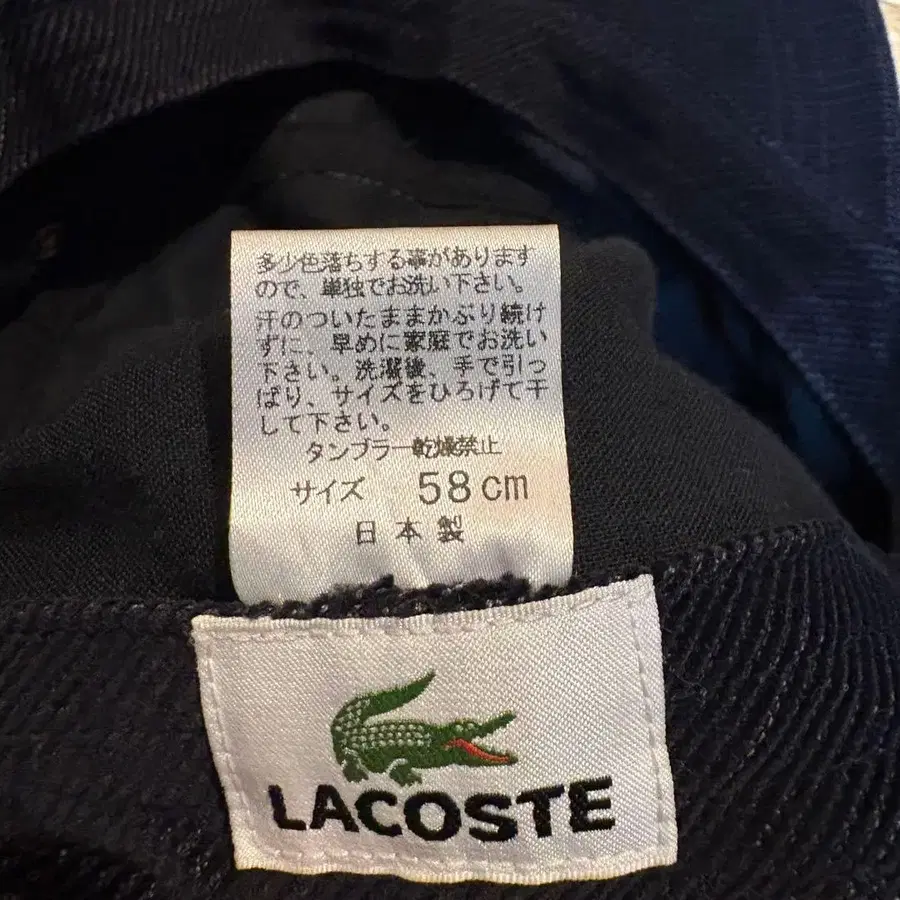 多少色落ちする事があります
ので、単独でお洗い下さい。
汗のついたままかぶり続け
ずに、早めに家庭でお洗い
下さい。洗濯後、手で引っ
ぱり、サイズをひろげて干
して下さい。
タンブラー乾燥禁止
サイズ 58cm
日本製
LACOSTE